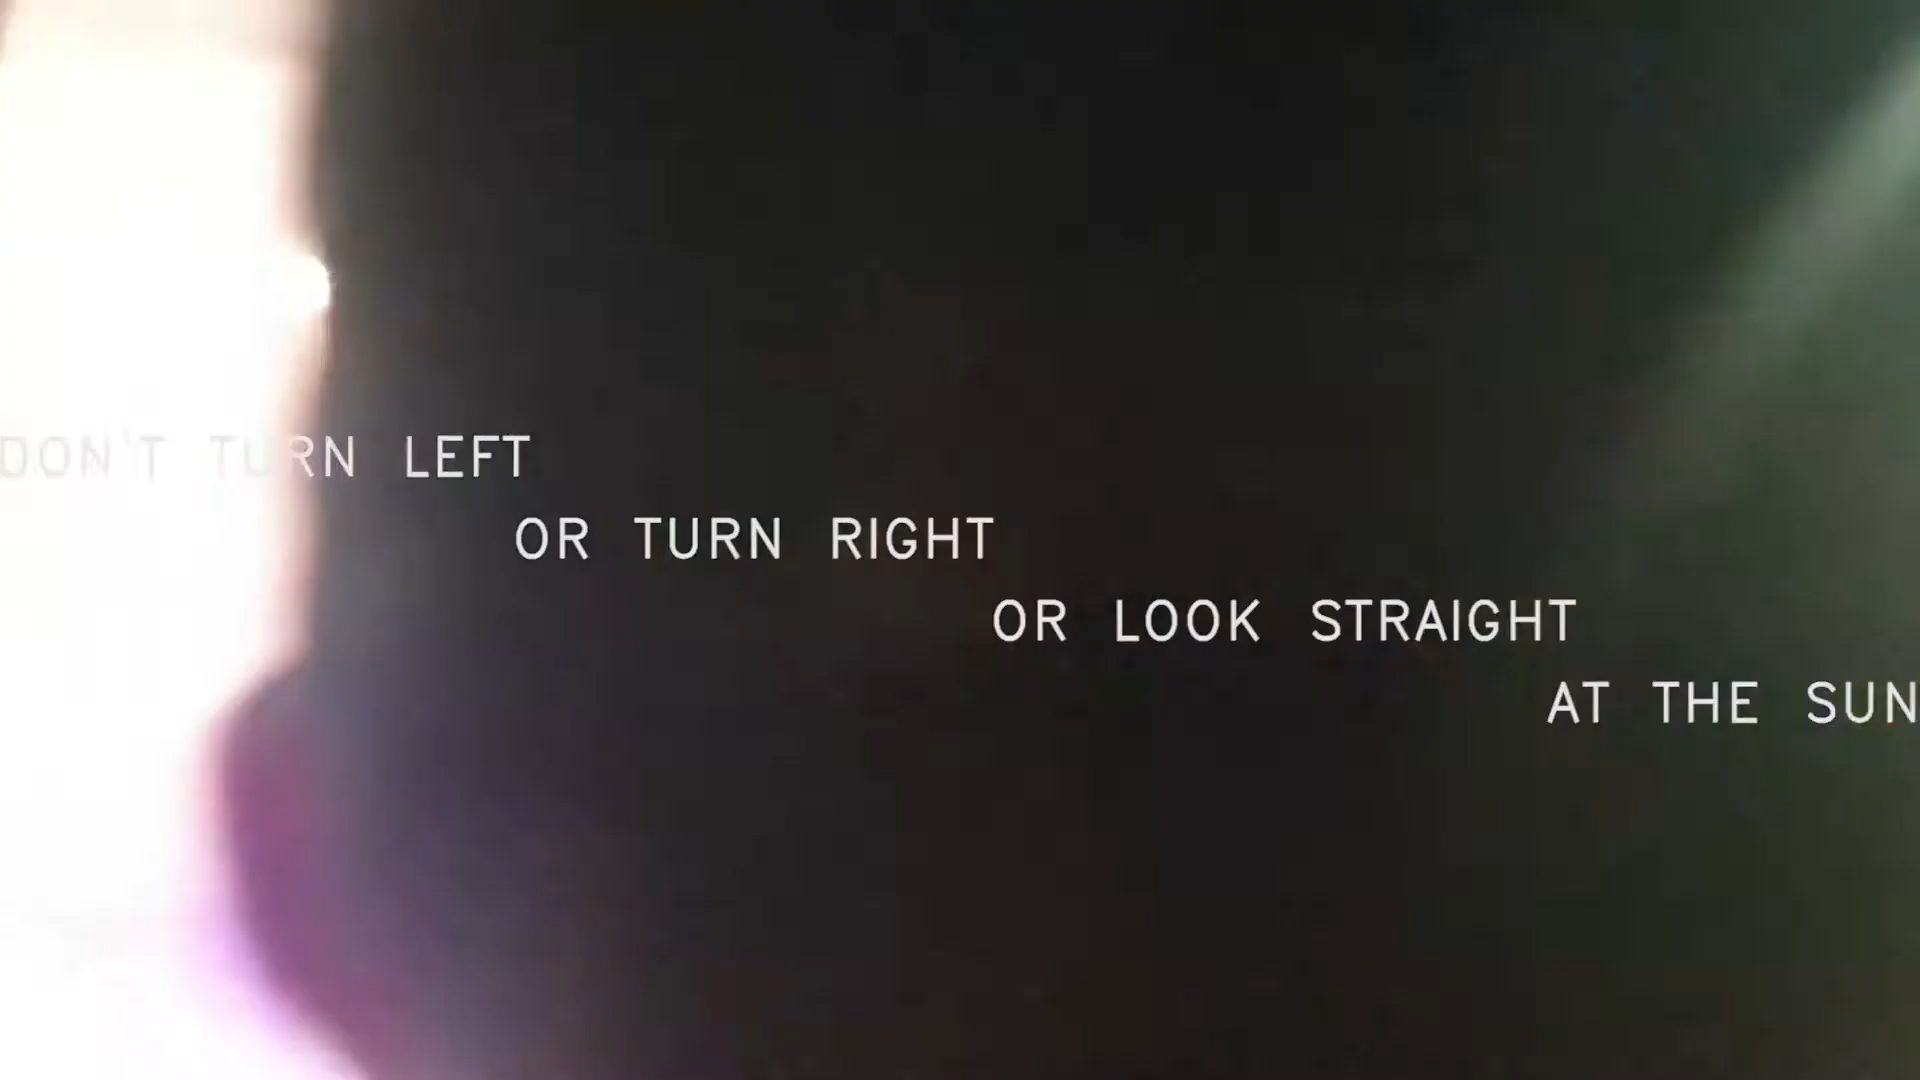 DON'T TURN LEFT
OR TURN RIGHT
OR LOOK STRAIGHT
AT THE SUN